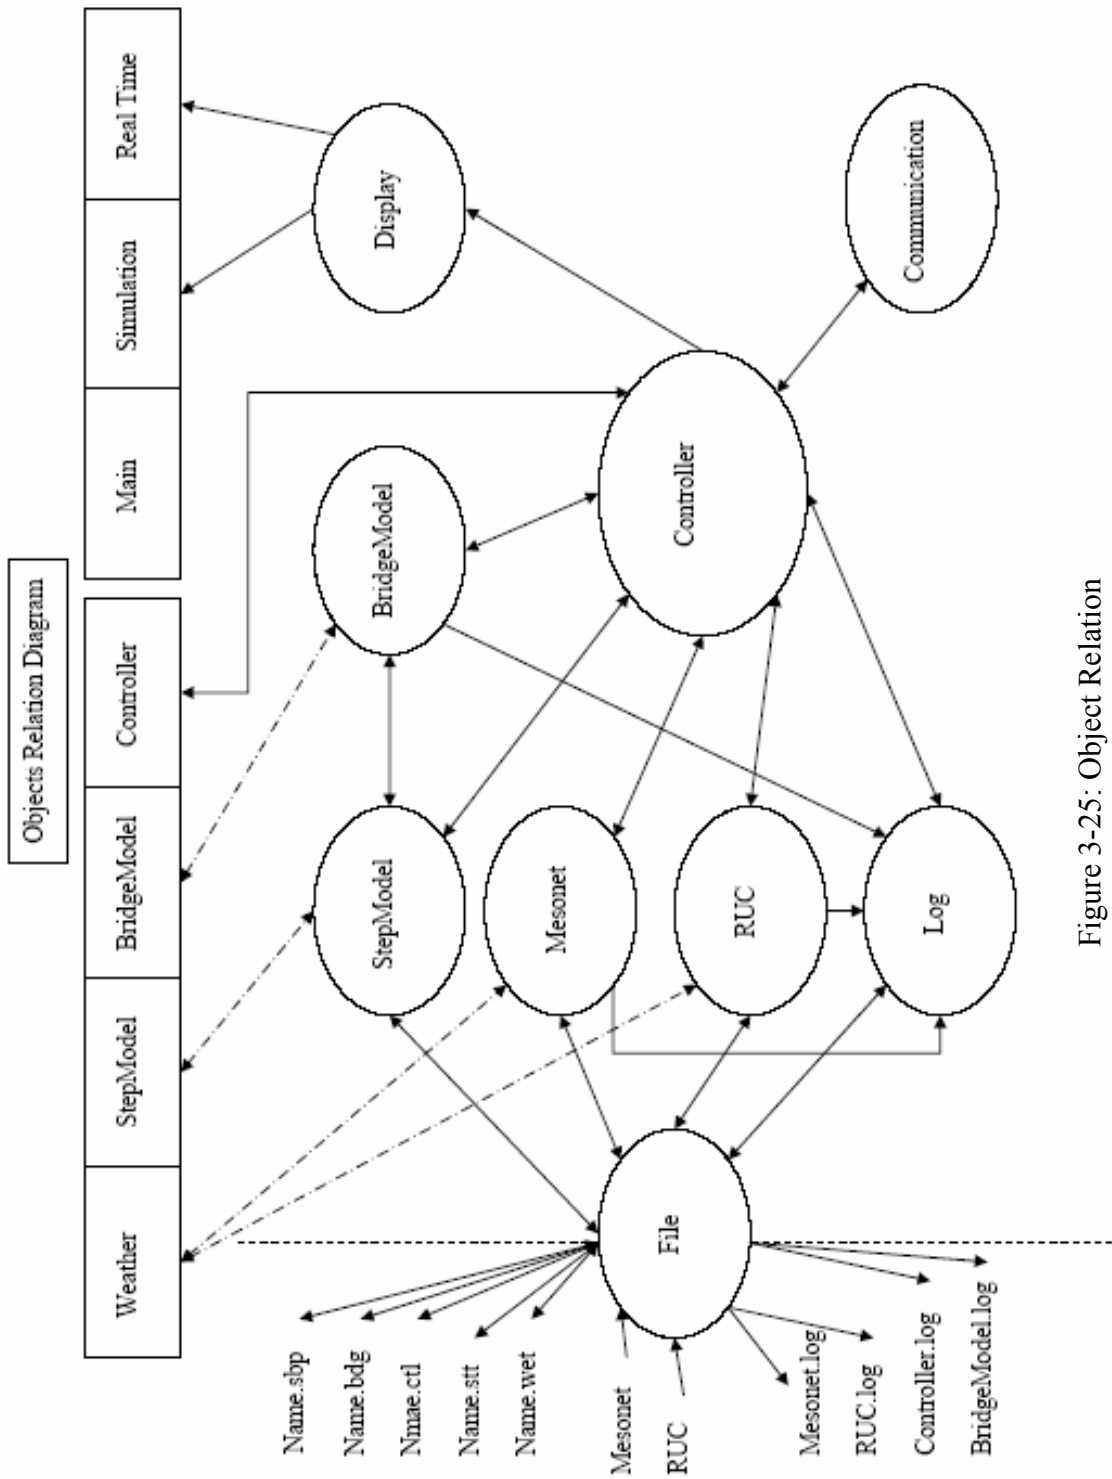 Objects Relation Diagram
Weather
StepModel
BridgeModel
Controller
Main
Simulation
Real Time
StepModel
BridgeModel
Display
Mesonet
RUC
Log
Controller
Communication
File
Name.sbp
Name.bdg
Nmae.ctl
Name.stt
Name.wet
Mesonet
RUC
Mesonet.log
RUC.log
Controller.log
BridgeModel.log
Figure 3-25: Object Relation